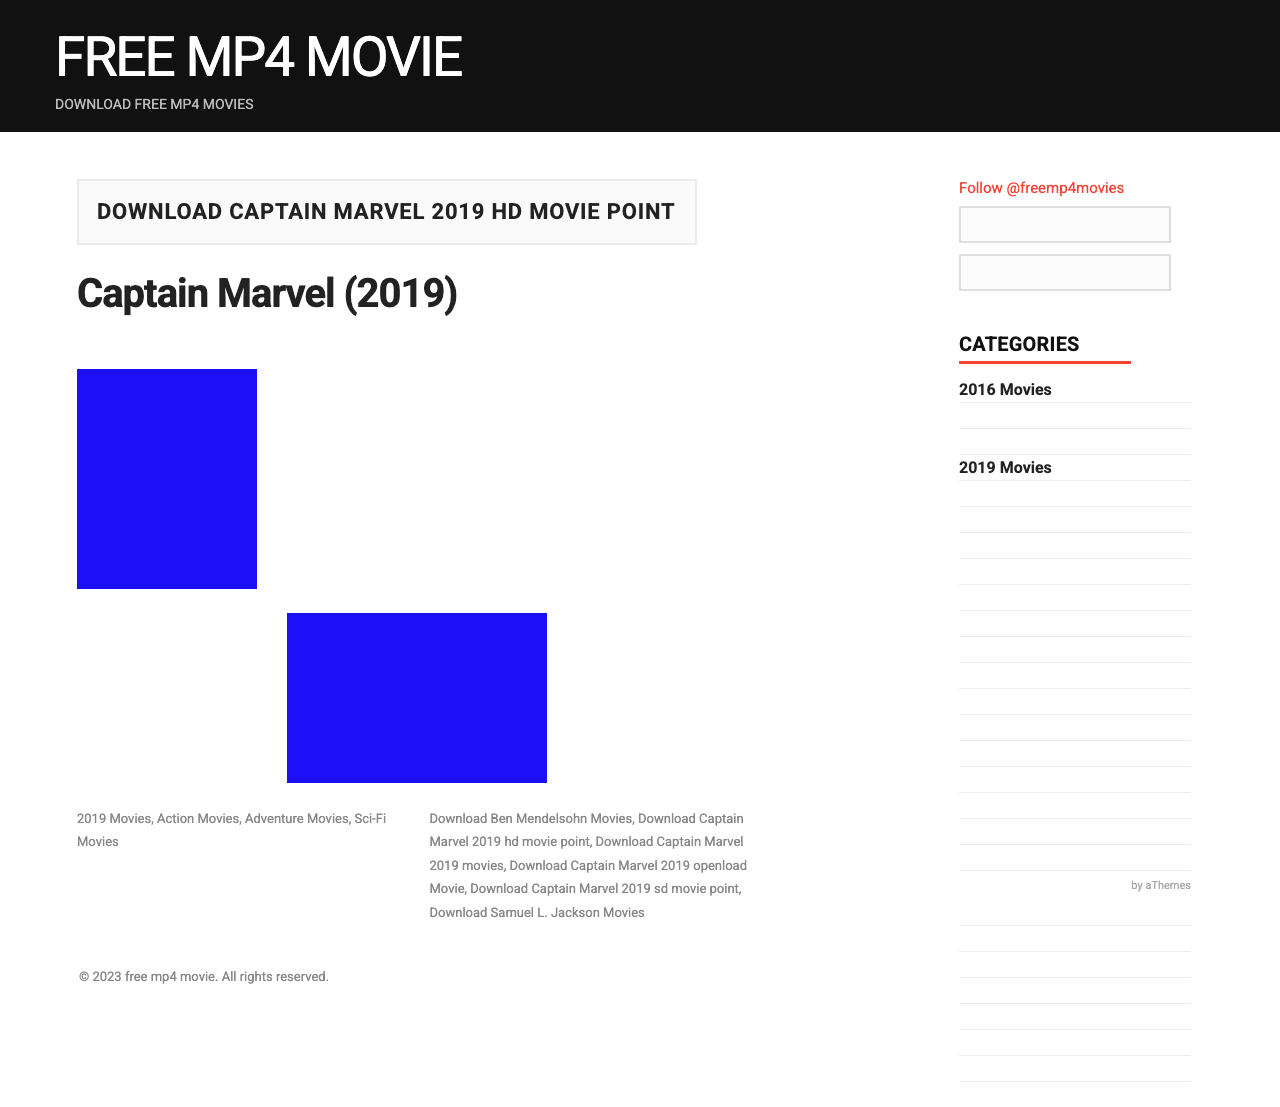 FREE MP4 MOVIE
DOWNLOAD FREE MP4 MOVIES
DOWNLOAD CAPTAIN MARVEL 2019 HD MOVIE POINT
Captain Marvel (2019)
2019 Movies, Action Movies, Adventure Movies, Sci-Fi
Movies
Download Ben Mendelsohn Movies, Download Captain
Marvel 2019 hd movie point, Download Captain Marvel
2019 movies, Download Captain Marvel 2019 openload
Movie, Download Captain Marvel 2019 sd movie point,
Download Samuel L. Jackson Movies
© 2023 free mp4 movie. All rights reserved.
Follow @freemp4movies
CATEGORIES
2016 Movies
2019 Movies
by aThemes